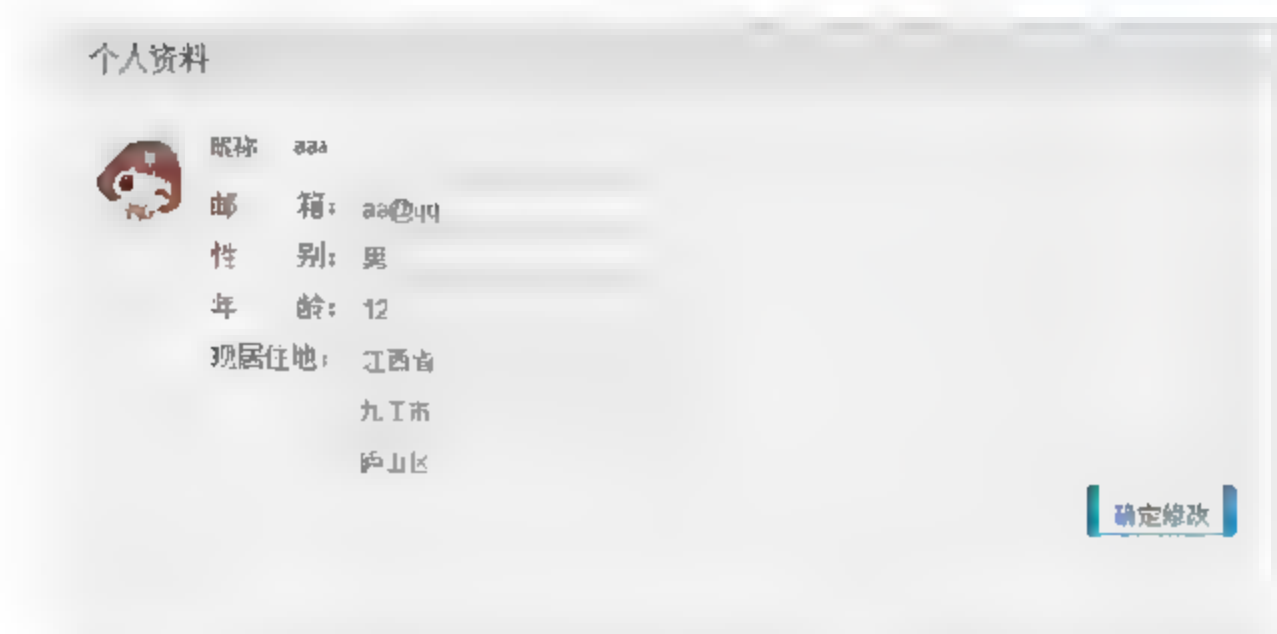 个人资料
昵称 aaa
邮 箱： aa@qq
性 别： 男
年 龄： 12
现居住地： 江西省
九江市
庐山区
确定修改